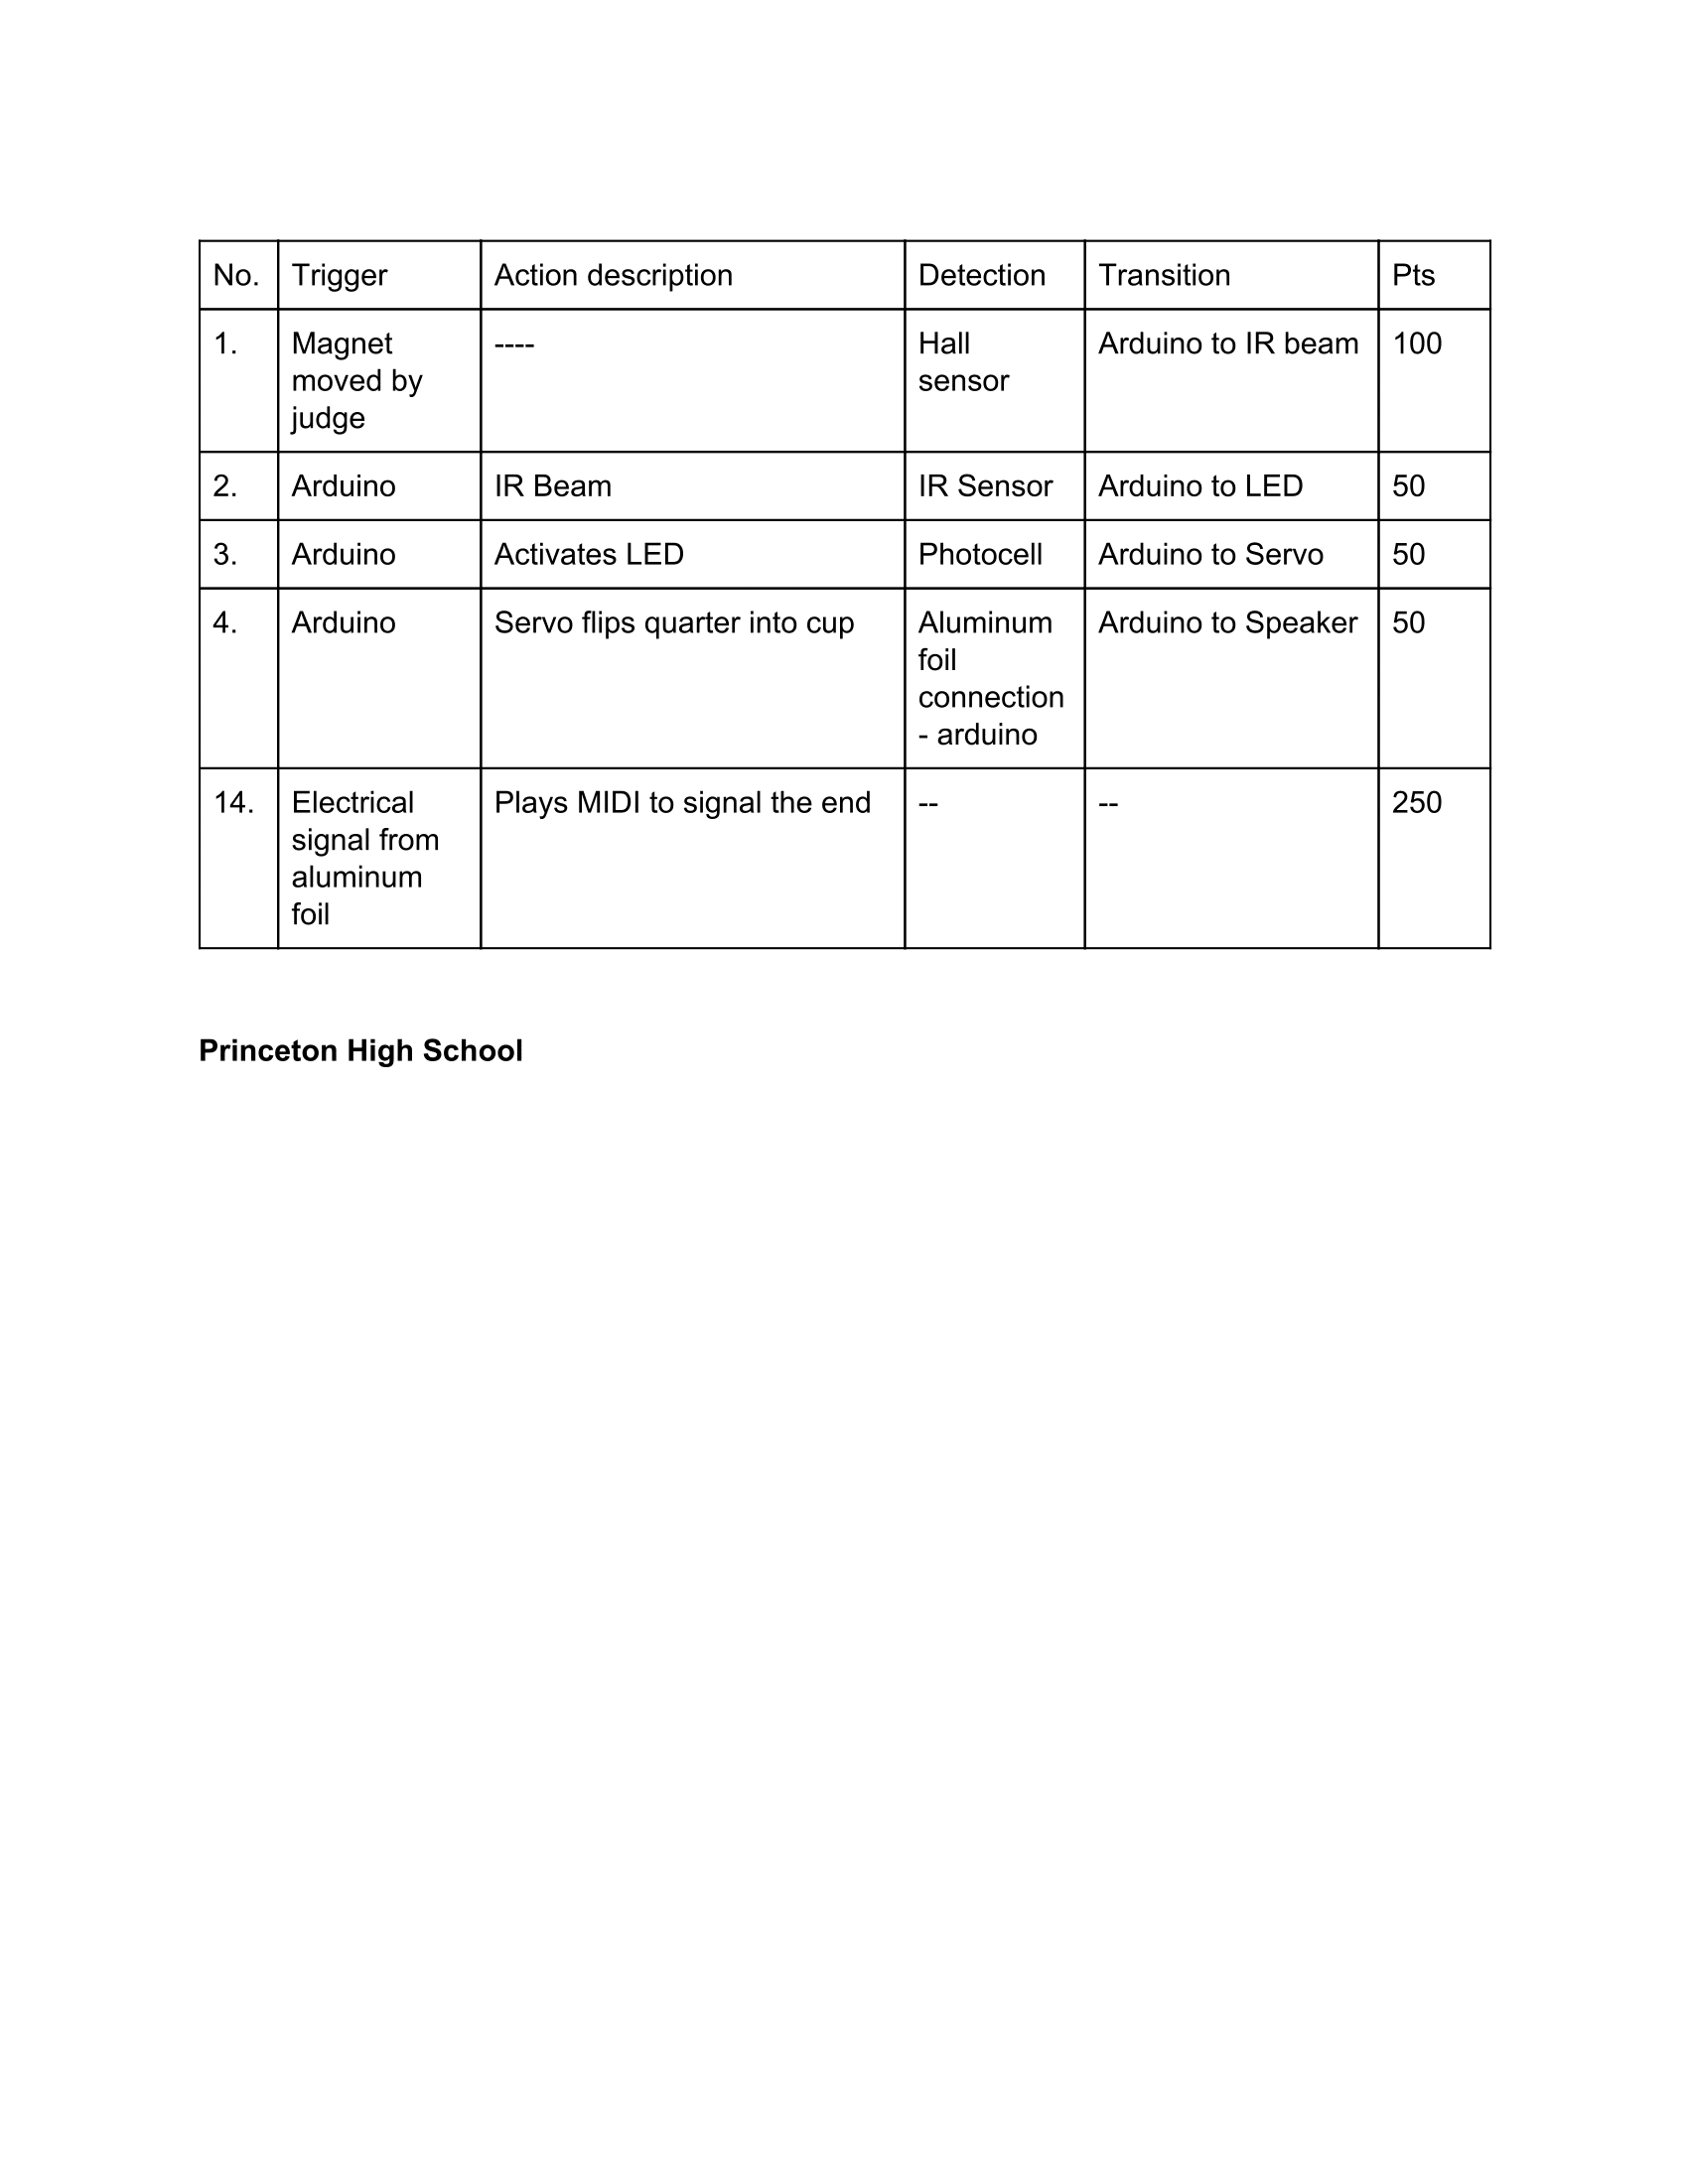 No. Trigger Action description Detection Transition Pts
1. Magnet moved by judge ---- Hall sensor Arduino to IR beam 100
2. Arduino IR Beam IR Sensor Arduino to LED 50
3. Arduino Activates LED Photocell Arduino to Servo 50
4. Arduino Servo flips quarter into cup Aluminum foil connection - arduino Arduino to Speaker 50
14. Electrical signal from aluminum foil Plays MIDI to signal the end -- -- 250
Princeton High School